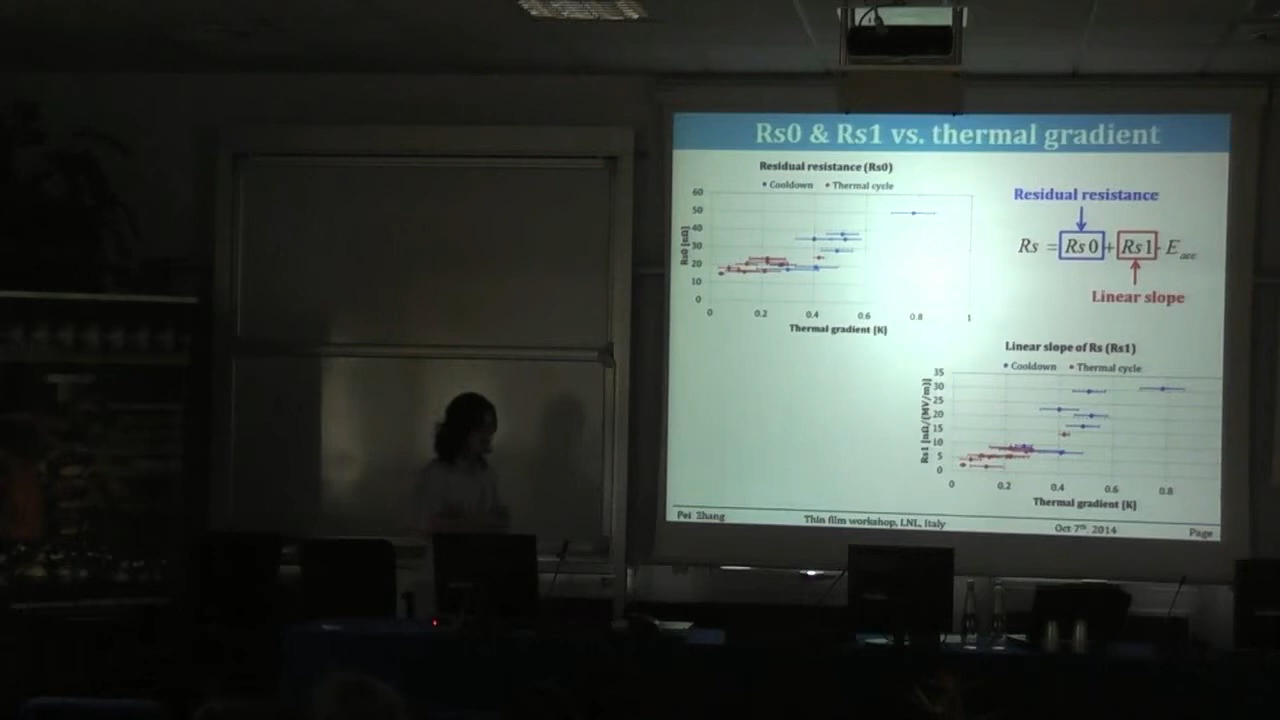 Rs0 & Rs1 vs. thermal gradient
Residual resistance (Rs0)
Cooldown Thermal cycle
60
50
40
30
20
10
0
Rs0 [nΩ]
0 0.2 0.4 0.6 0.8 1
Thermal gradient [K]
Residual resistance
Rs = Rs0 + Rs1 · Eacc
Linear slope
Linear slope of Rs (Rs1)
Cooldown Thermal cycle
35
30
25
20
15
10
5
0
Rs1 [nΩ/(MV/m)]
0 0.2 0.4 0.6 0.8
Thermal gradient [K]
Pei Zhang Thin film workshop, LNL, Italy Oct 7th, 2014 Page